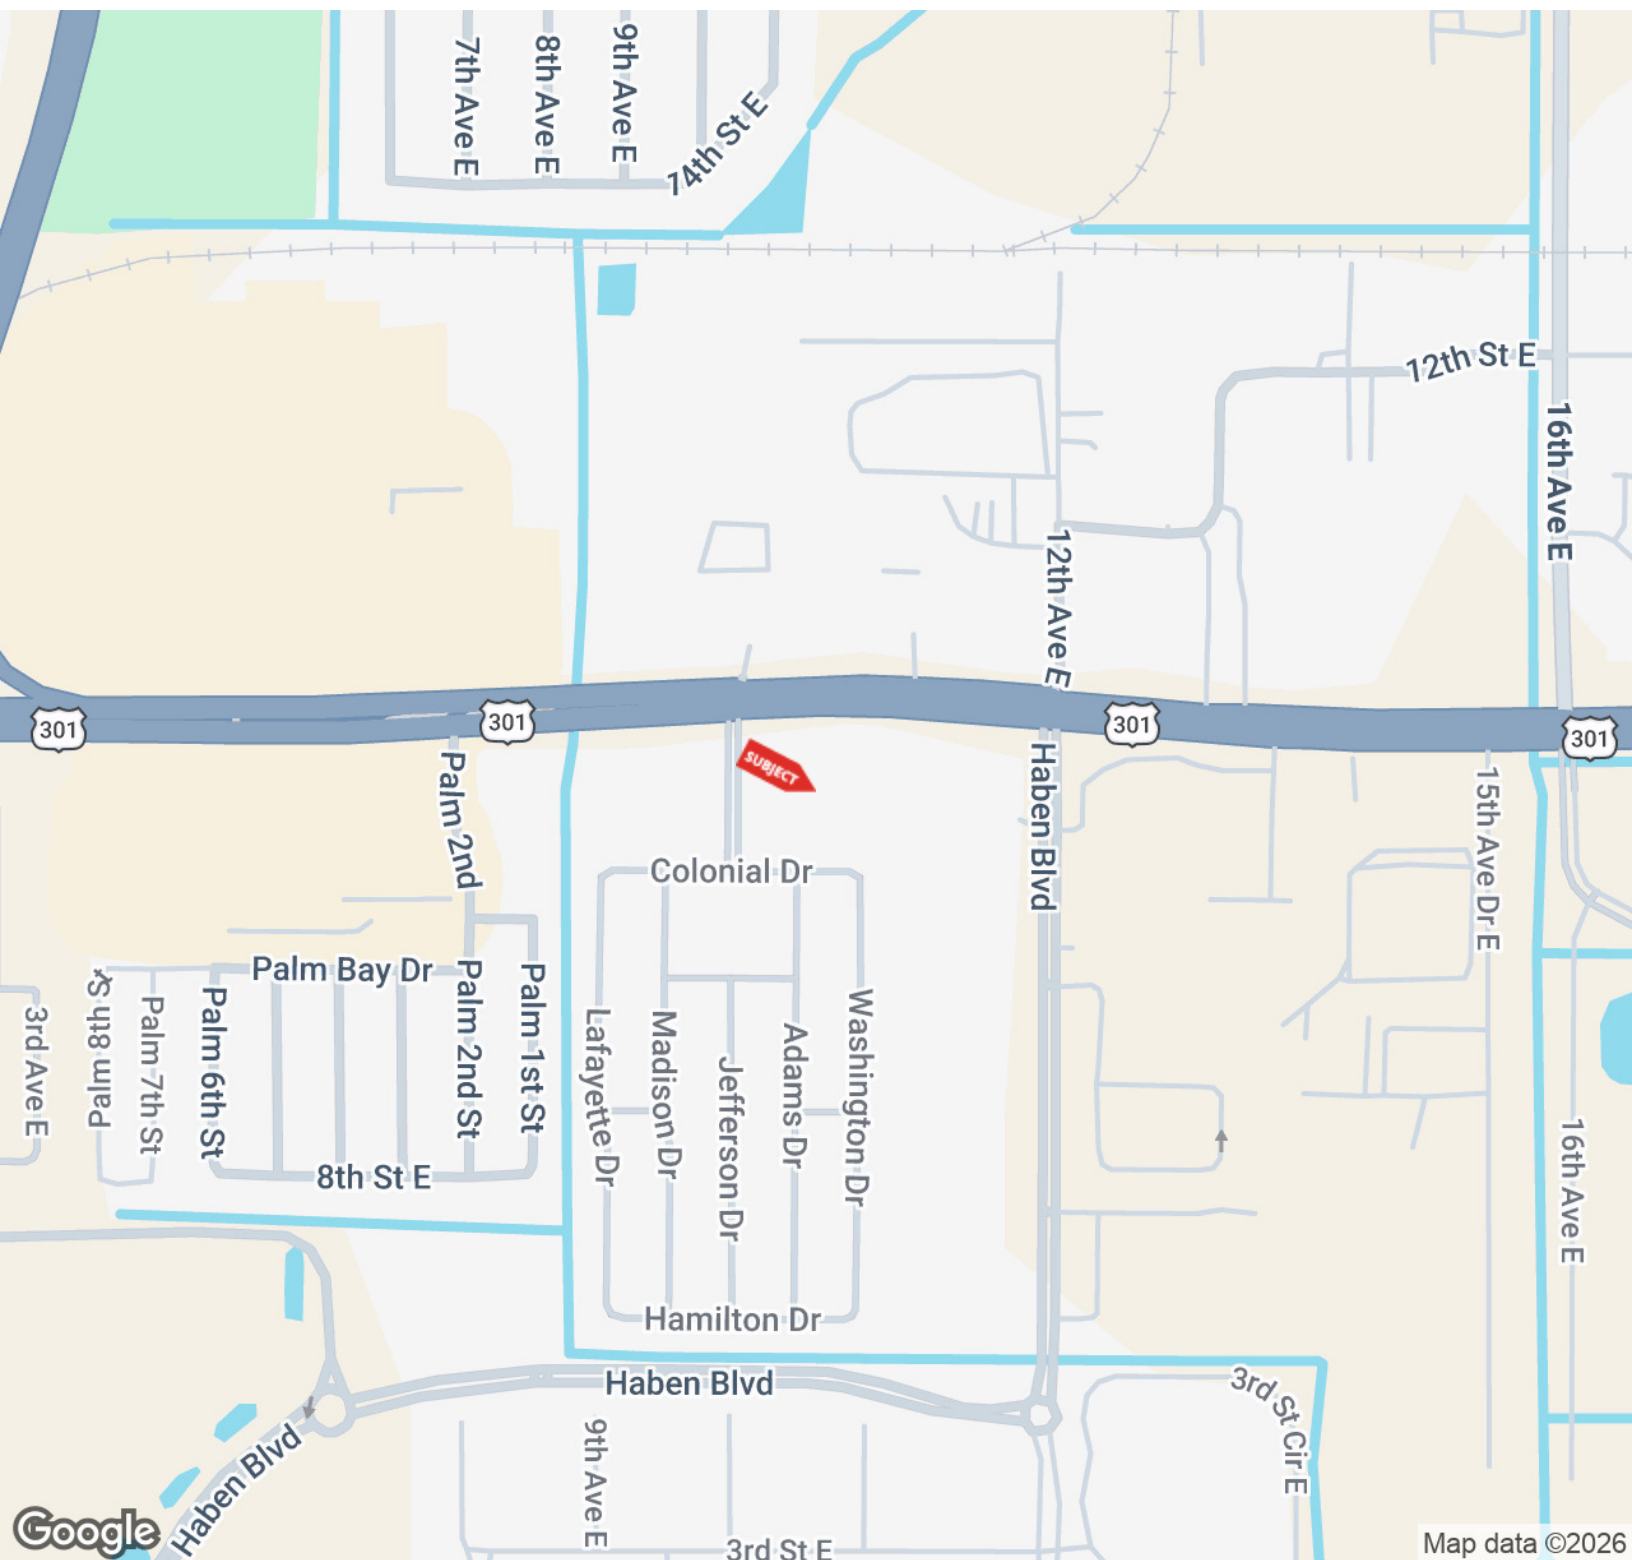 7th Ave E
8th Ave E
9th Ave E
14th St E
12th St E
16th Ave E
12th Ave E
301
301
301
301
SUBJECT
Palm 2nd
Haben Blvd
15th Ave Dr E
Colonial Dr
Palm Bay Dr
3rd Ave E
Palm 8th St
Palm 7th St
Palm 6th St
Palm 2nd St
Palm 1st St
Lafayette Dr
Madison Dr
Jefferson Dr
Adams Dr
Washington Dr
16th Ave E
8th St E
Hamilton Dr
Haben Blvd
3rd St Cir E
Haben Blvd
9th Ave E
3rd St E
Google
Map data ©2026